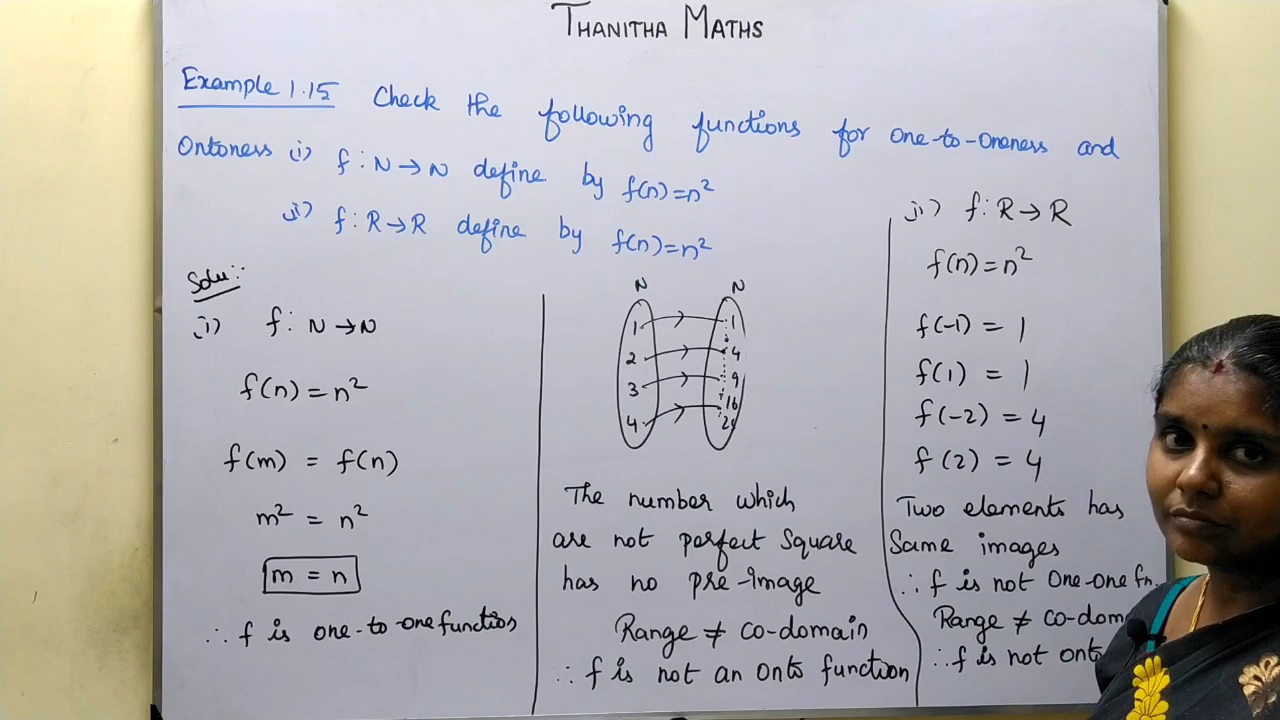 THANITHA MATHS
Example 1.15 Check the following functions for One-to-Oneness and
Ontoness i) f : N → N define by f(n) = n²
ii) f : R → R define by f(n) = n²
Solu:-
i) f : N → N
f(n) = n²
f(m) = f(n)
m² = n²
m = n
∴ f is one-to-one function
N N
1 1
2 4
3 9
4 16
The number which
are not perfect Square
has no pre-image
Range ≠ co-domain
∴ f is not an onto function
ii) f : R → R
f(n) = n²
f(-1) = 1
f(1) = 1
f(-2) = 4
f(2) = 4
Two elements has
Same images
∴ f is not One-one fn.
Range ≠ co-dom
∴ f is not onto